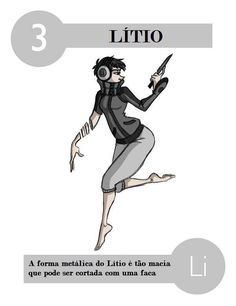 3
LÍTIO
A forma metálica do Lítio é tão macia
que pode ser cortada com uma faca
Li